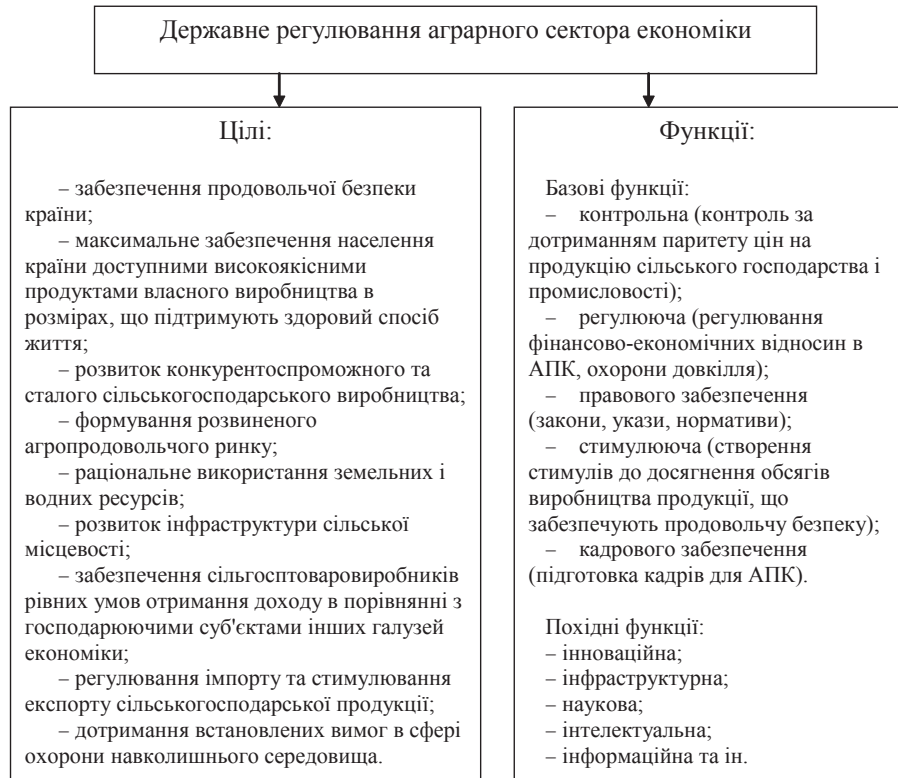 Державне регулювання аграрного сектора економіки
Цілі:
– забезпечення продовольчої безпеки
країни;
– максимальне забезпечення населення
країни доступними високоякісними
продуктами власного виробництва в
розмірах, що підтримують здоровий спосіб
життя;
– розвиток конкурентоспроможного та
сталого сільськогосподарського виробництва;
– формування розвиненого
агропродовольчого ринку;
– раціональне використання земельних і
водних ресурсів;
– розвиток інфраструктури сільської
місцевості;
– забезпечення сільгосптоваровиробників
рівних умов отримання доходу в порівнянні з
господарюючими суб'єктами інших галузей
економіки;
– регулювання імпорту та стимулювання
експорту сільськогосподарської продукції;
– дотримання встановлених вимог в сфері
охорони навколишнього середовища.
Функції:
Базові функції:
– контрольна (контроль за
дотриманням паритету цін на
продукцію сільського господарства і
промисловості);
– регулююча (регулювання
фінансово-економічних відносин в
АПК, охорони довкілля);
– правового забезпечення
(закони, укази, нормативи);
– стимулююча (створення
стимулів до досягнення обсягів
виробництва продукції, що
забезпечують продовольчу безпеку);
– кадрового забезпечення
(підготовка кадрів для АПК).
Похідні функції:
– інноваційна;
– інфраструктурна;
– наукова;
– інтелектуальна;
– інформаційна та ін.